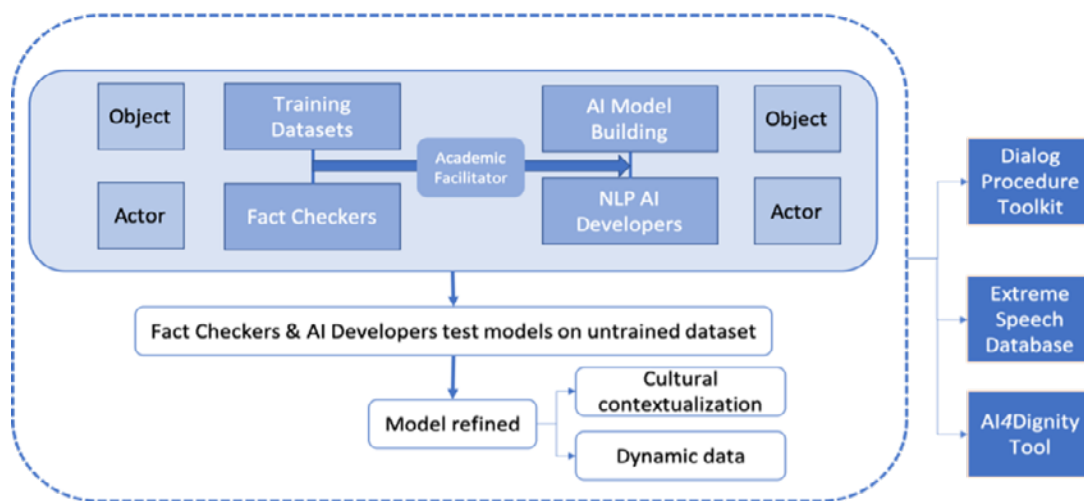 Object
Training
Datasets
AI Model
Building
Object
Academic
Facilitator
Actor
Fact Checkers
NLP AI
Developers
Actor
Fact Checkers & AI Developers test models on untrained dataset
Model refined
Cultural
contextualization
Dynamic data
Dialog
Procedure
Toolkit
Extreme
Speech
Database
AI4Dignity
Tool